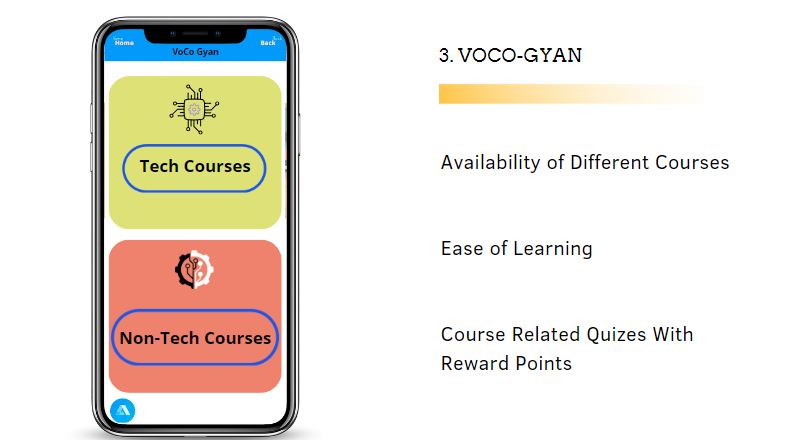 Home
Back
VoCo Gyan
Tech Courses
Non-Tech Courses
3. VOCO-GYAN
Availability of Different Courses
Ease of Learning
Course Related Quizes With
Reward Points